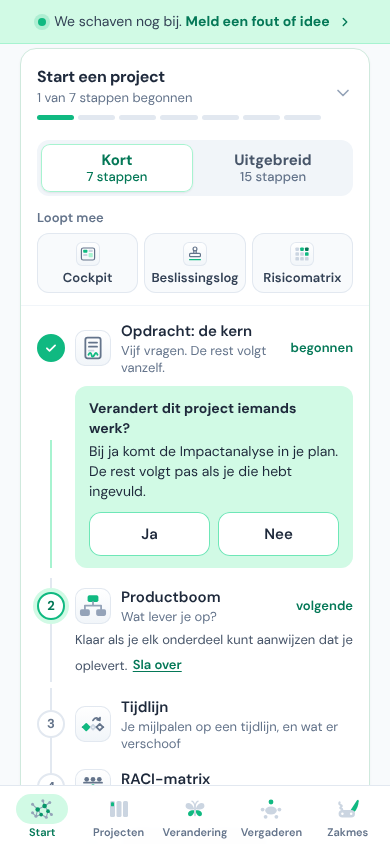 We schaven nog bij. Meld een fout of idee
Start een project
1 van 7 stappen begonnen
Kort
7 stappen
Uitgebreid
15 stappen
Loopt mee
Cockpit
Beslissingslog
Risicomatrix
Opdracht: de kern
Vijf vragen. De rest volgt
vanzelf.
begonnen
Verandert dit project iemands
werk?
Bij ja komt de Impactanalyse in je plan.
De rest volgt pas als je die hebt
ingevuld.
Ja
Nee
2
Productboom
Wat lever je op?
volgende
Klaar als je elk onderdeel kunt aanwijzen dat je
oplevert. Sla over
3
Tijdlijn
Je mijlpalen op een tijdlijn, en wat er
verschoof
RACI-matrix
Start
Projecten
Verandering
Vergaderen
Zakmes